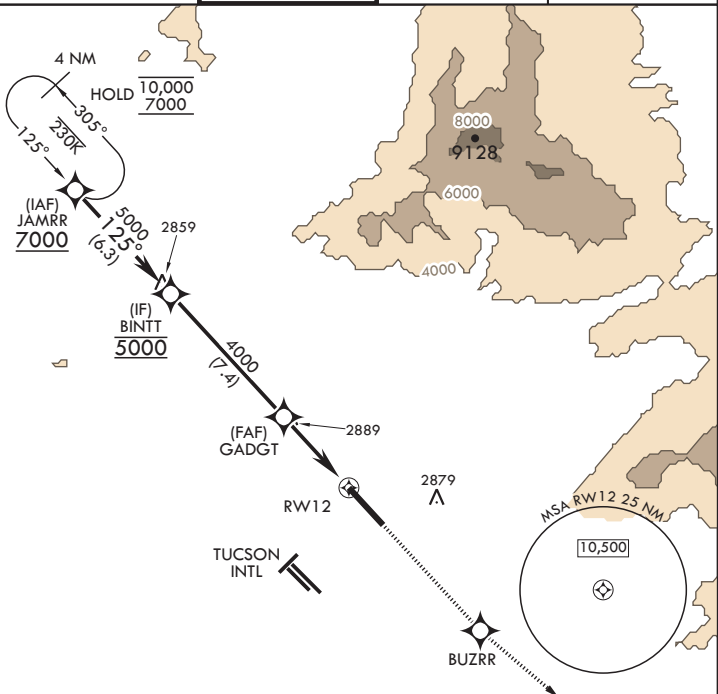 4 NM
HOLD 10,000
7000
305°
230K
125°
(IAF)
JAMRR
7000
5000
125°
(6.3)
2859
8000
9128
6000
4000
(IF)
BINTT
5000
4000
(7.4)
(FAF)
GADGT
2889
RW12
2879
MSA RW12 25 NM
10,500
TUCSON
INTL
BUZRR